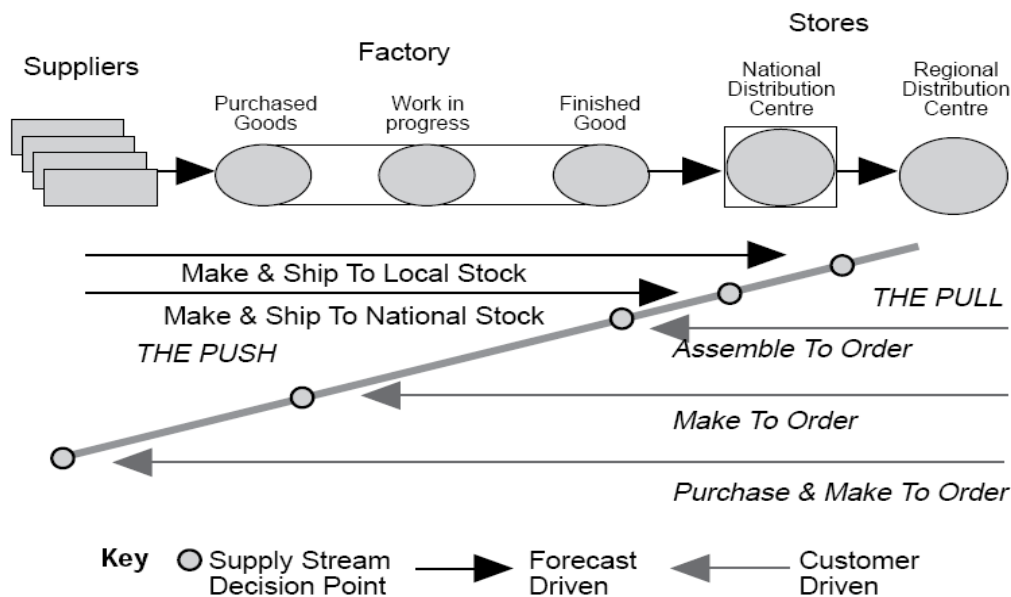 Stores
Suppliers
Factory
Purchased
Goods
Work in
progress
Finished
Good
National
Distribution
Centre
Regional
Distribution
Centre
Make & Ship To Local Stock
Make & Ship To National Stock
THE PULL
THE PUSH
Assemble To Order
Make To Order
Purchase & Make To Order
Key
Supply Stream
Decision Point
Forecast
Driven
Customer
Driven